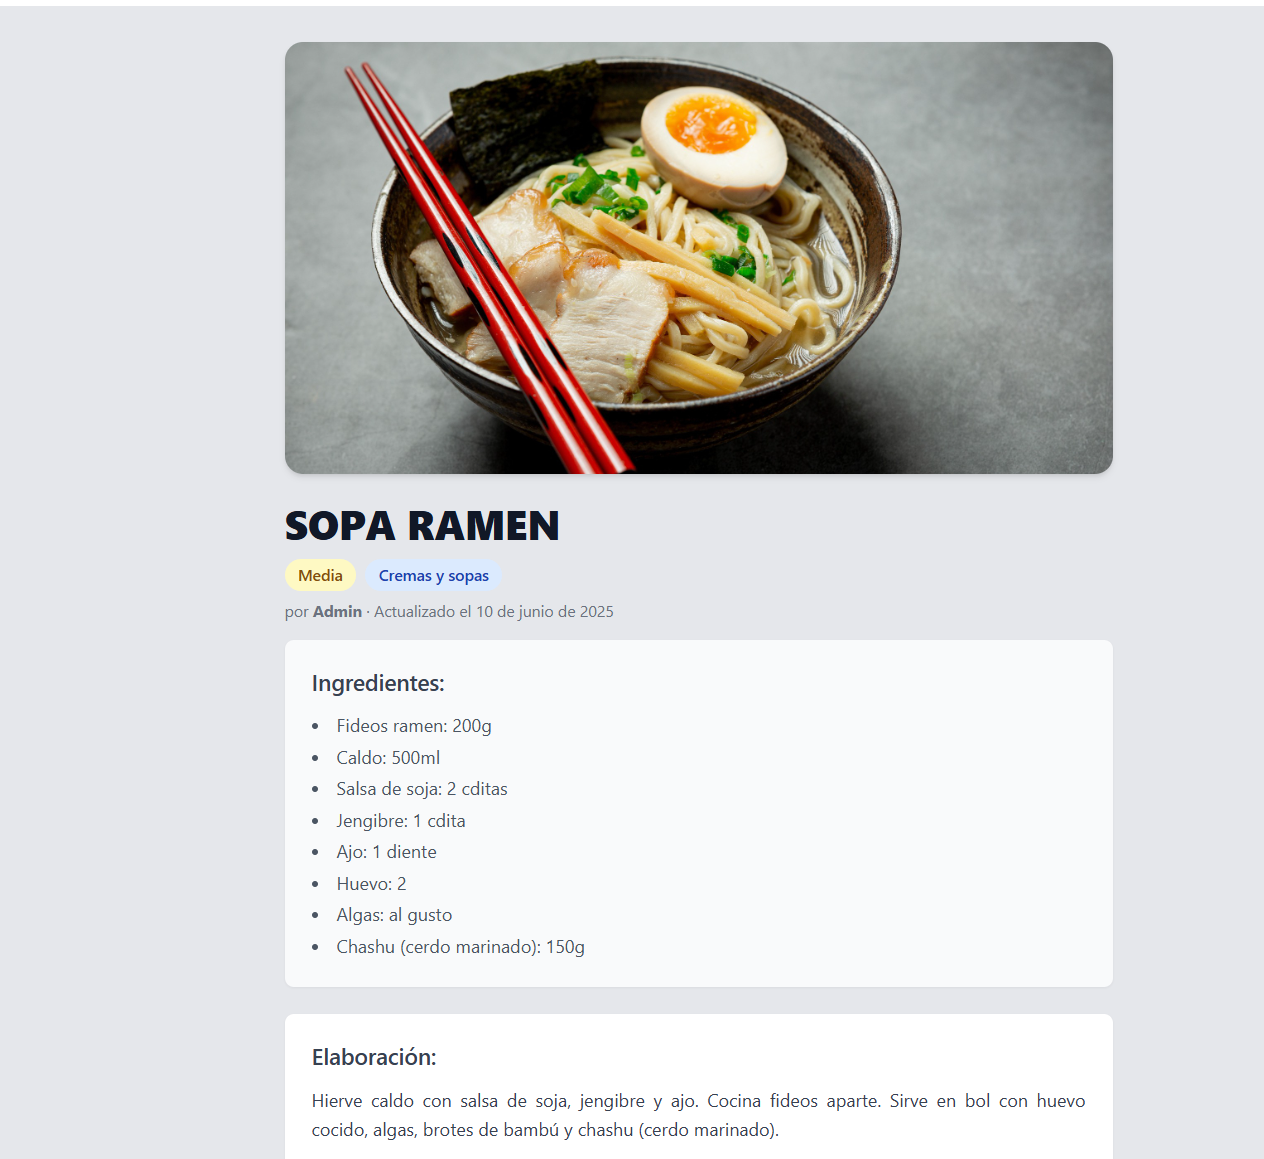 SOPA RAMEN
Media
Cremas y sopas
por Admin · Actualizado el 10 de junio de 2025
Ingredientes:
• Fideos ramen: 200g
• Caldo: 500ml
• Salsa de soja: 2 cditas
• Jengibre: 1 cdita
• Ajo: 1 diente
• Huevo: 2
• Algas: al gusto
• Chashu (cerdo marinado): 150g
Elaboración:
Hierve caldo con salsa de soja, jengibre y ajo. Cocina fideos aparte. Sirve en bol con huevo
cocido, algas, brotes de bambú y chashu (cerdo marinado).